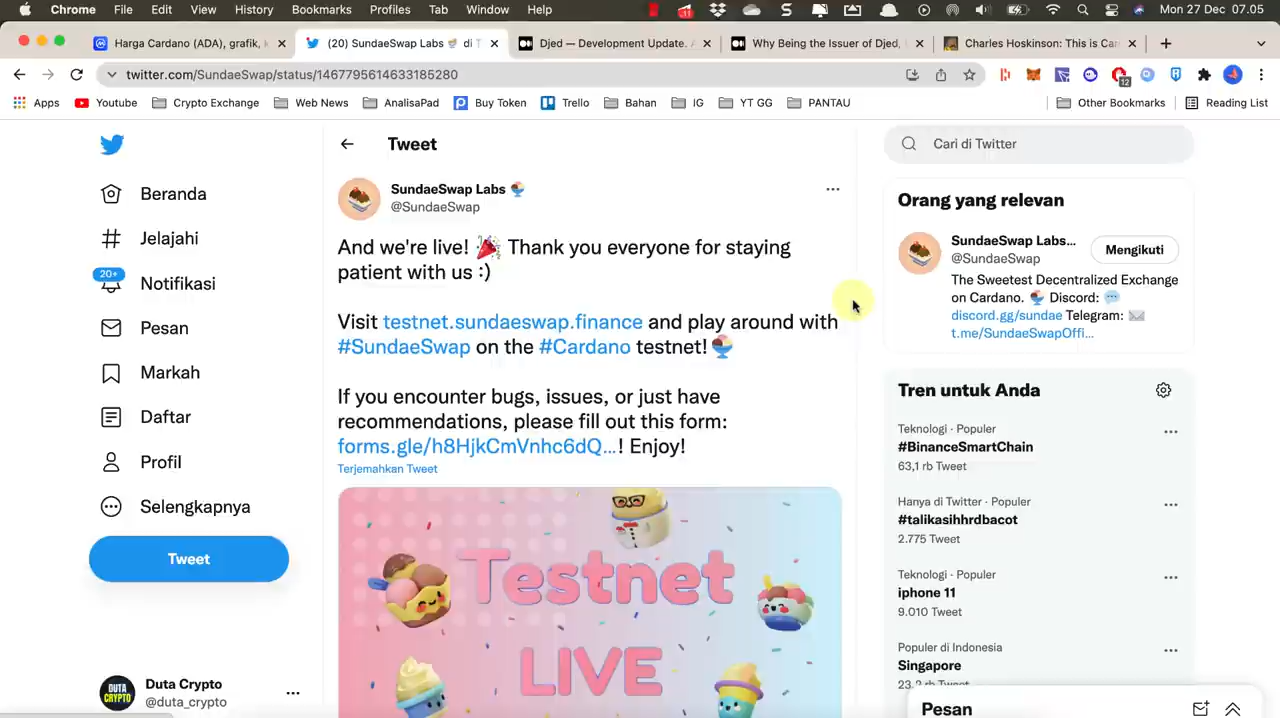 Chrome File Edit View History Bookmarks Profiles Tab Window Help Mon 27 Dec 07.05
Harga Cardano (ADA), grafik, (20) SundaeSwap Labs di T Djed — Development Update. Why Being the Issuer of Djed, Charles Hoskinson: This is Car
twitter.com/SundaeSwap/status/1467795614633185280
12
Apps Youtube Crypto Exchange Web News AnalisaPad Buy Token Trello Bahan IG YT GG PANTAU Other Bookmarks Reading List
Beranda
Jelajahi
20+
Notifikasi
Pesan
Markah
Daftar
Profil
Selengkapnya
Tweet
DUTA
CRYPTO
Duta Crypto
@duta_crypto
Tweet
SundaeSwap Labs
@SundaeSwap
And we're live! 🎉 Thank you everyone for staying
patient with us :)
Visit testnet.sundaeswap.finance and play around with
#SundaeSwap on the #Cardano testnet!
If you encounter bugs, issues, or just have
recommendations, please fill out this form:
forms.gle/h8HjkCmVnhc6dQ…! Enjoy!
Terjemahkan Tweet
Testnet
LIVE
Cari di Twitter
Orang yang relevan
SundaeSwap Labs...
@SundaeSwap
Mengikuti
The Sweetest Decentralized Exchange
on Cardano. 🍨 Discord: 💬
discord.gg/sundae Telegram: ✉️
t.me/SundaeSwapOffi…
Tren untuk Anda
Teknologi · Populer
#BinanceSmartChain
63,1 rb Tweet
Hanya di Twitter · Populer
#talikasihhrdbacot
2.775 Tweet
Teknologi · Populer
iphone 11
9.010 Tweet
Populer di Indonesia
Singapore
23,2 rb Tweet
Pesan